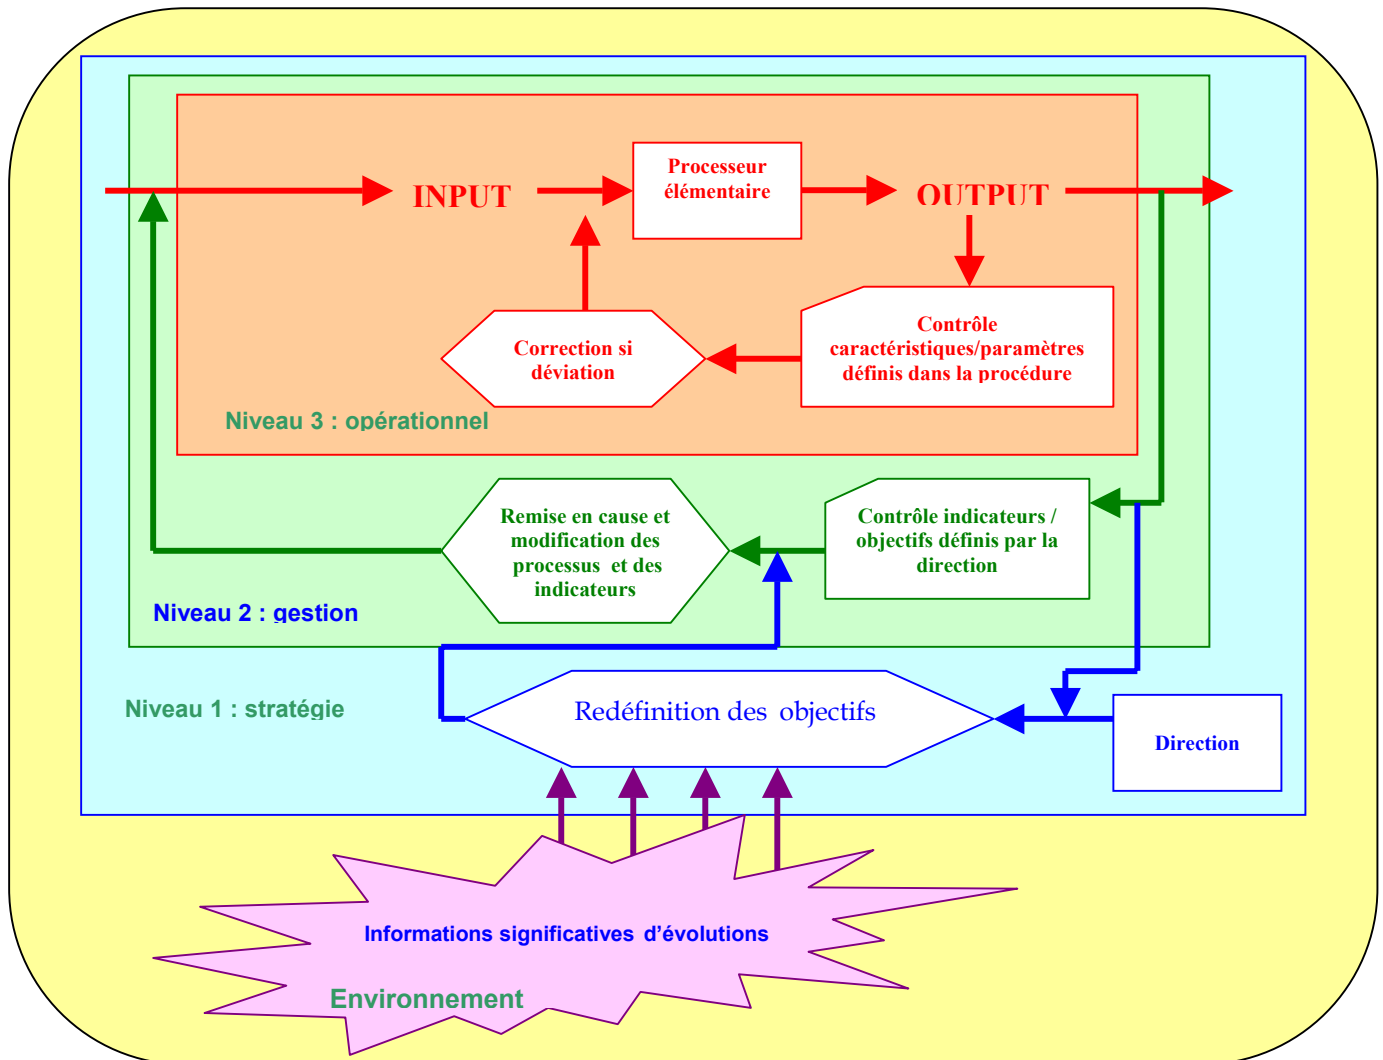 Processeur
élémentaire
INPUT
OUTPUT
Contrôle
caractéristiques/paramètres
définis dans la procédure
Correction si
déviation
Niveau 3 : opérationnel
Remise en cause et
modification des
processus et des
indicateurs
Contrôle indicateurs /
objectifs définis par la
direction
Niveau 2 : gestion
Niveau 1 : stratégie
Redéfinition des objectifs
Direction
Informations significatives d’évolutions
Environnement